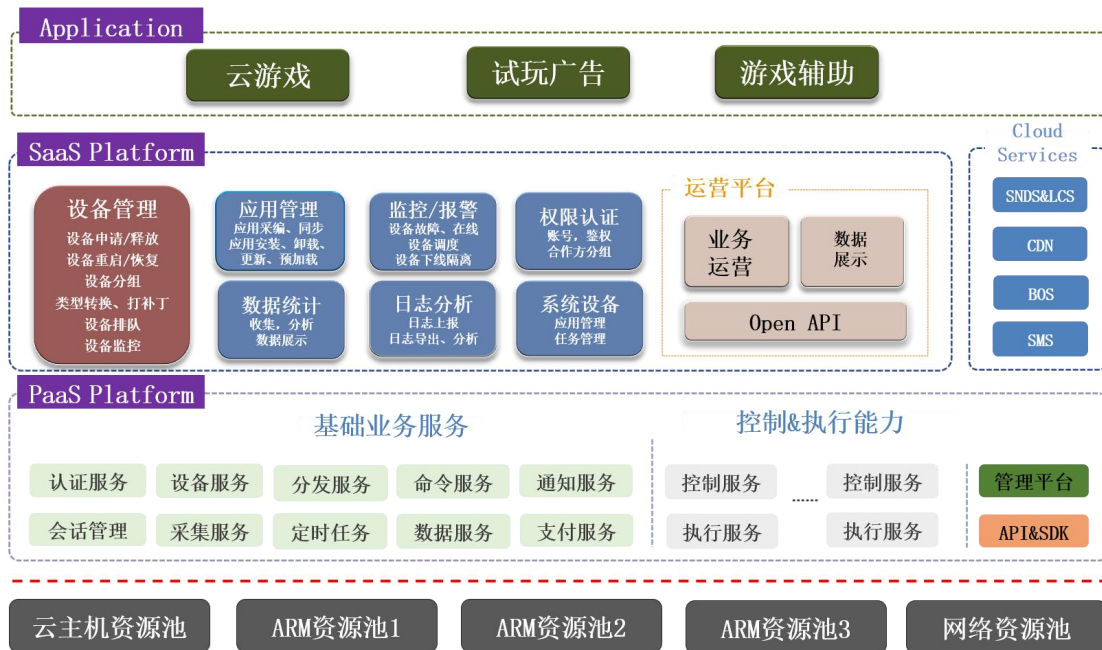 Application
云游戏
试玩广告
游戏辅助
SaaS Platform
设备管理
设备申请/释放
设备重启/恢复
设备分组
类型转换、打补丁
设备排队
设备监控
应用管理
应用采编、同步
应用安装、卸载、
更新、预加载
监控/报警
设备故障、在线
设备调度
设备下线隔离
权限认证
账号，鉴权
合作方分组
数据统计
收集，分析
数据展示
日志分析
日志上报
日志导出、分析
系统设备
应用管理
任务管理
运营平台
业务
运营
数据
展示
Open API
Cloud
Services
SNDS&LCS
CDN
BOS
SMS
PaaS Platform
基础业务服务
认证服务
设备服务
分发服务
命令服务
通知服务
会话管理
采集服务
定时任务
数据服务
支付服务
控制&执行能力
控制服务
......
控制服务
执行服务
执行服务
管理平台
API&SDK
云主机资源池
ARM资源池1
ARM资源池2
ARM资源池3
网络资源池